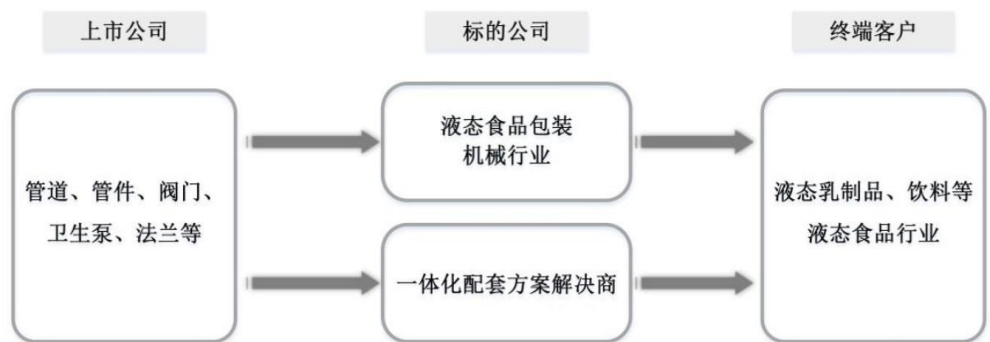 上市公司
标的公司
终端客户
管道、管件、阀门、
卫生泵、法兰等
液态食品包装
机械行业
一体化配套方案解决商
液态乳制品、饮料等
液态食品行业